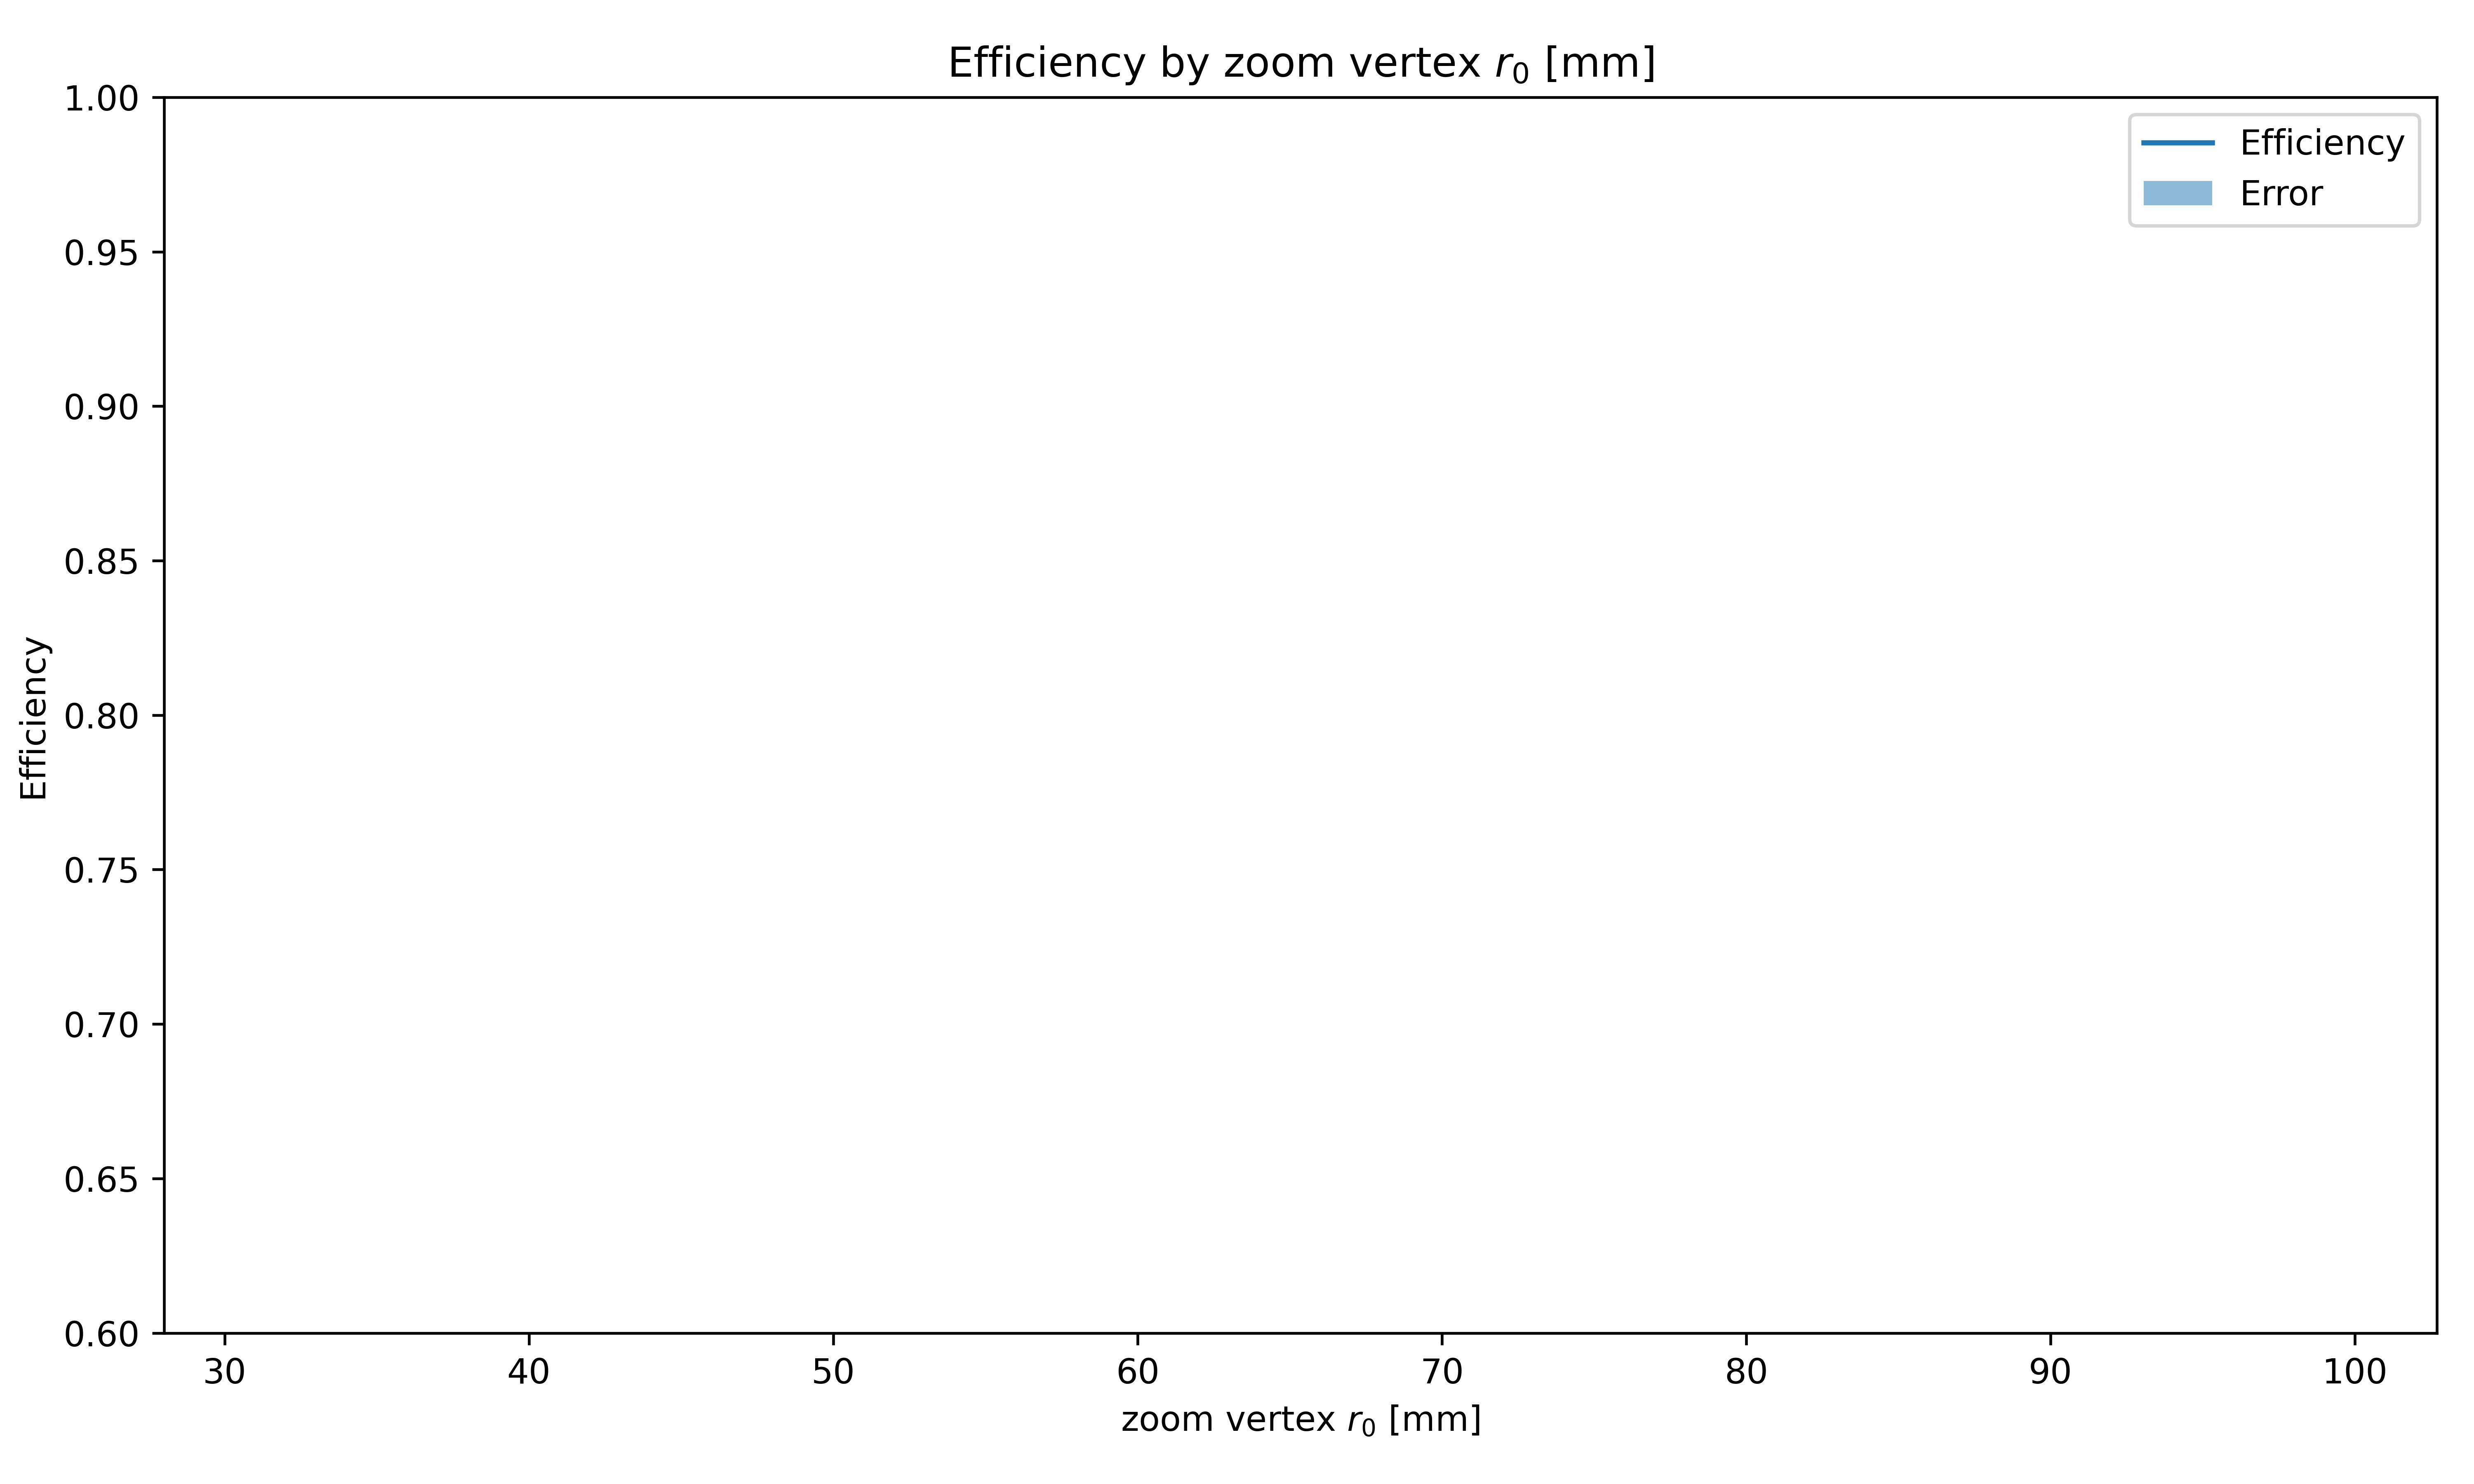 Efficiency by zoom vertex r₀ [mm]
Efficiency
Error
1.00
0.95
0.90
0.85
0.80
0.75
0.70
0.65
0.60
Efficiency
30 40 50 60 70 80 90 100
zoom vertex r₀ [mm]